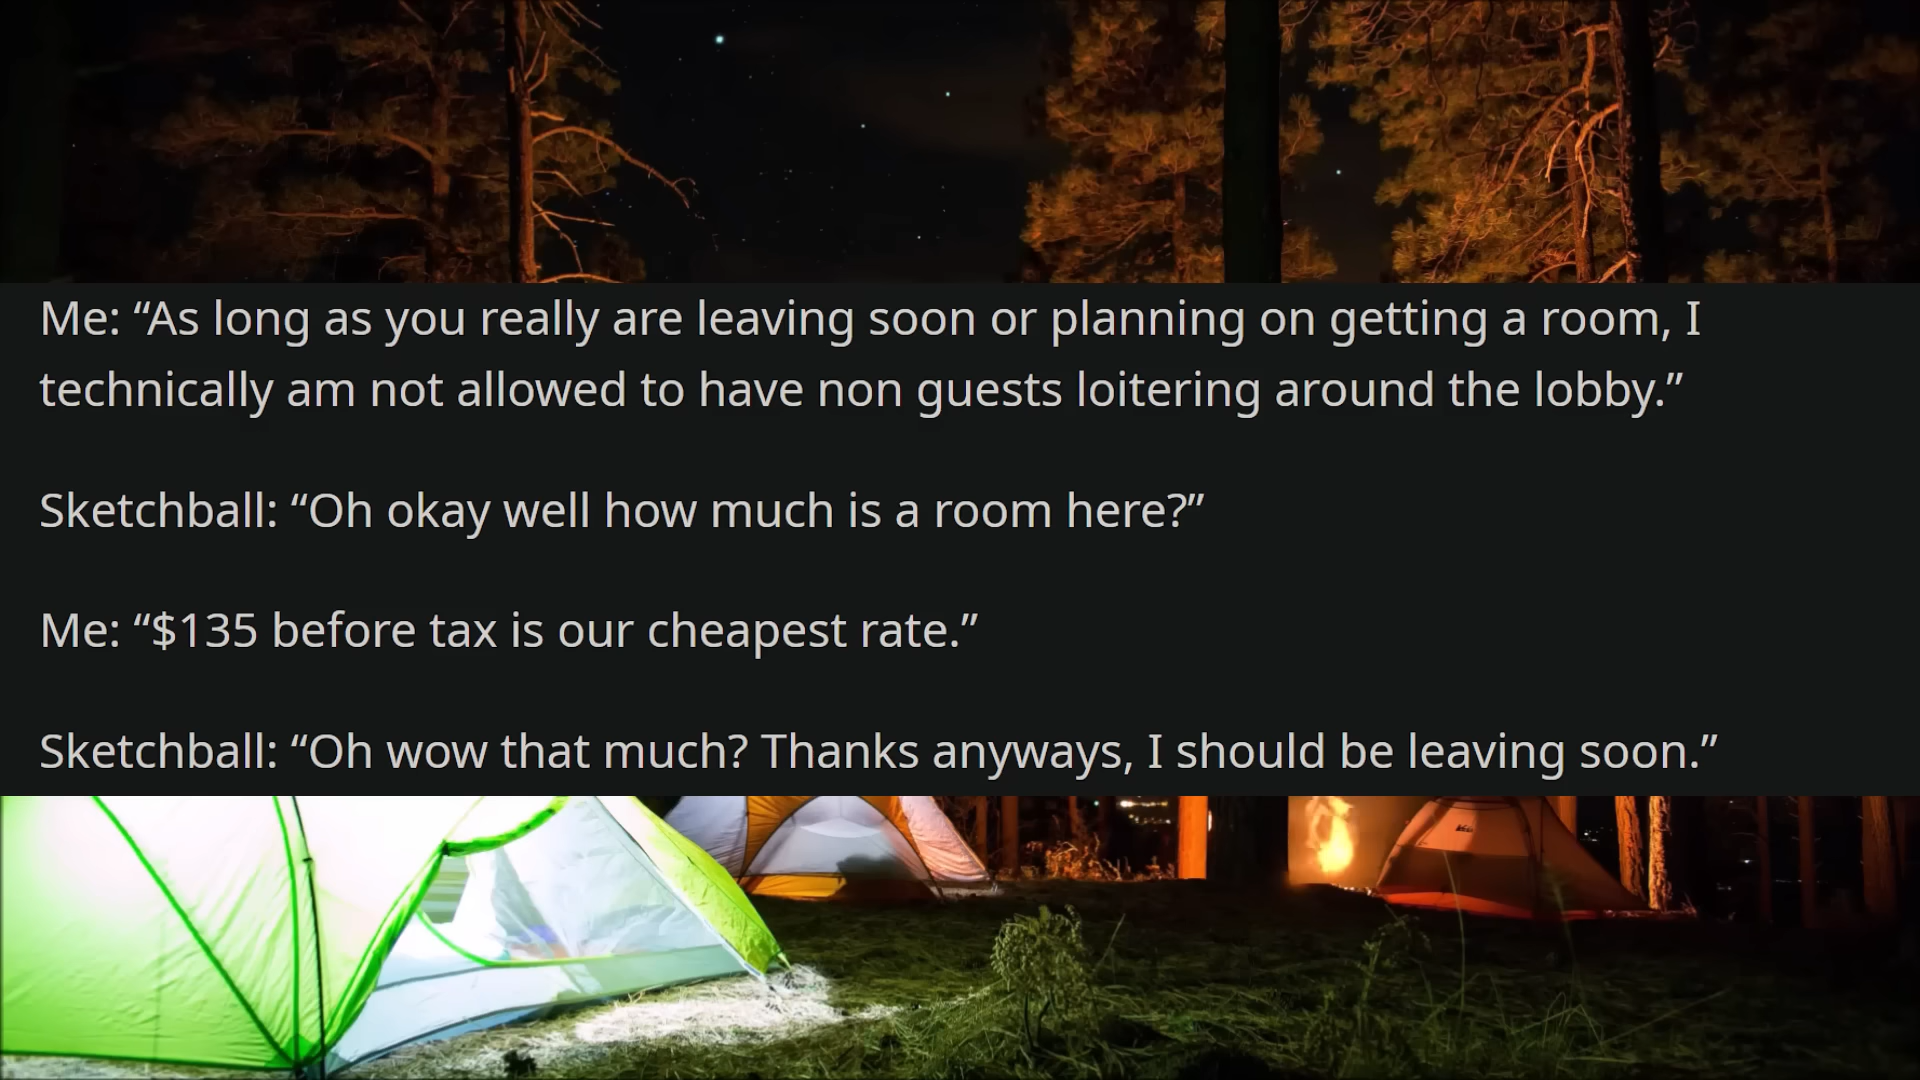 Me: “As long as you really are leaving soon or planning on getting a room, I
technically am not allowed to have non guests loitering around the lobby.”
Sketchball: “Oh okay well how much is a room here?”
Me: “$135 before tax is our cheapest rate.”
Sketchball: “Oh wow that much? Thanks anyways, I should be leaving soon.”